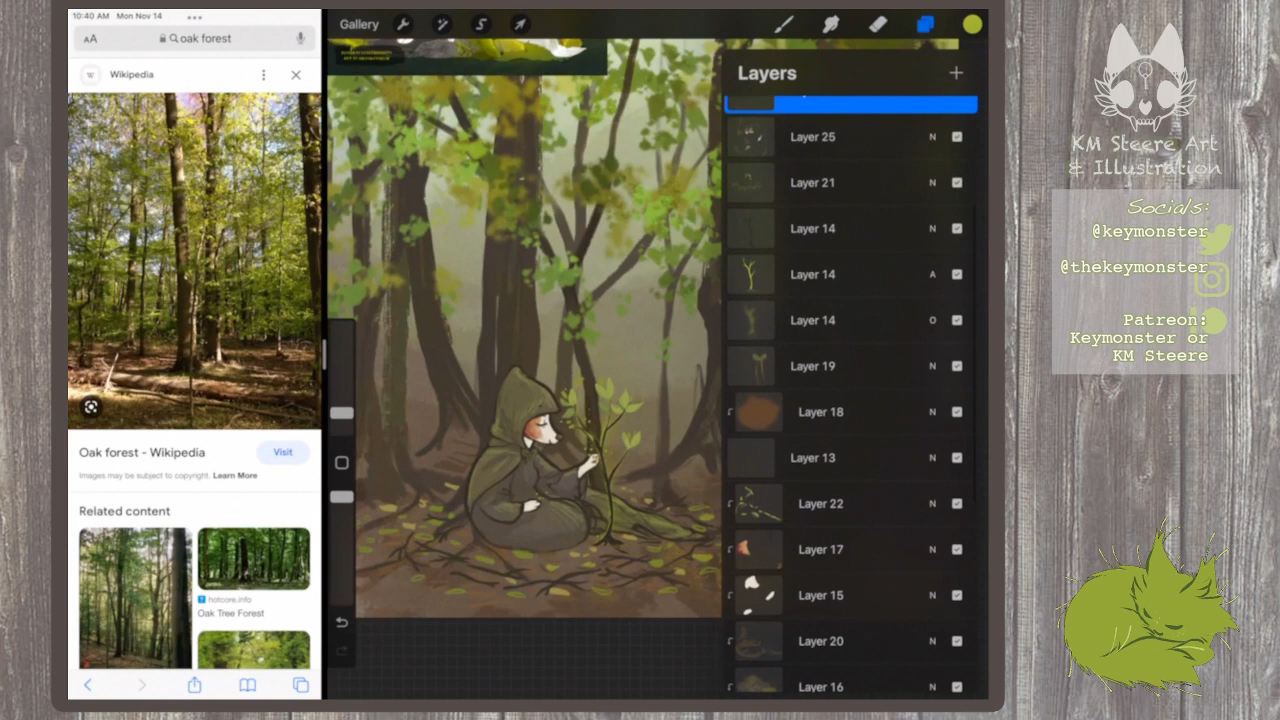 10:40 AM Mon Nov 14
AA
oak forest
W
Wikipedia
Oak forest - Wikipedia
Visit
Images may be subject to copyright. Learn More
Related content
hotcore.info
Oak Tree Forest
Gallery
Layers
Layer 25 N
Layer 21 N
Layer 14 N
Layer 14 A
Layer 14 O
Layer 19 N
Layer 18 N
Layer 13 N
Layer 22 N
Layer 17 N
Layer 15 N
Layer 20 N
Layer 16 N
KM Steere Art
& Illustration
Socials:
@keymonster
@thekeymonster
Patreon:
Keymonster or
KM Steere